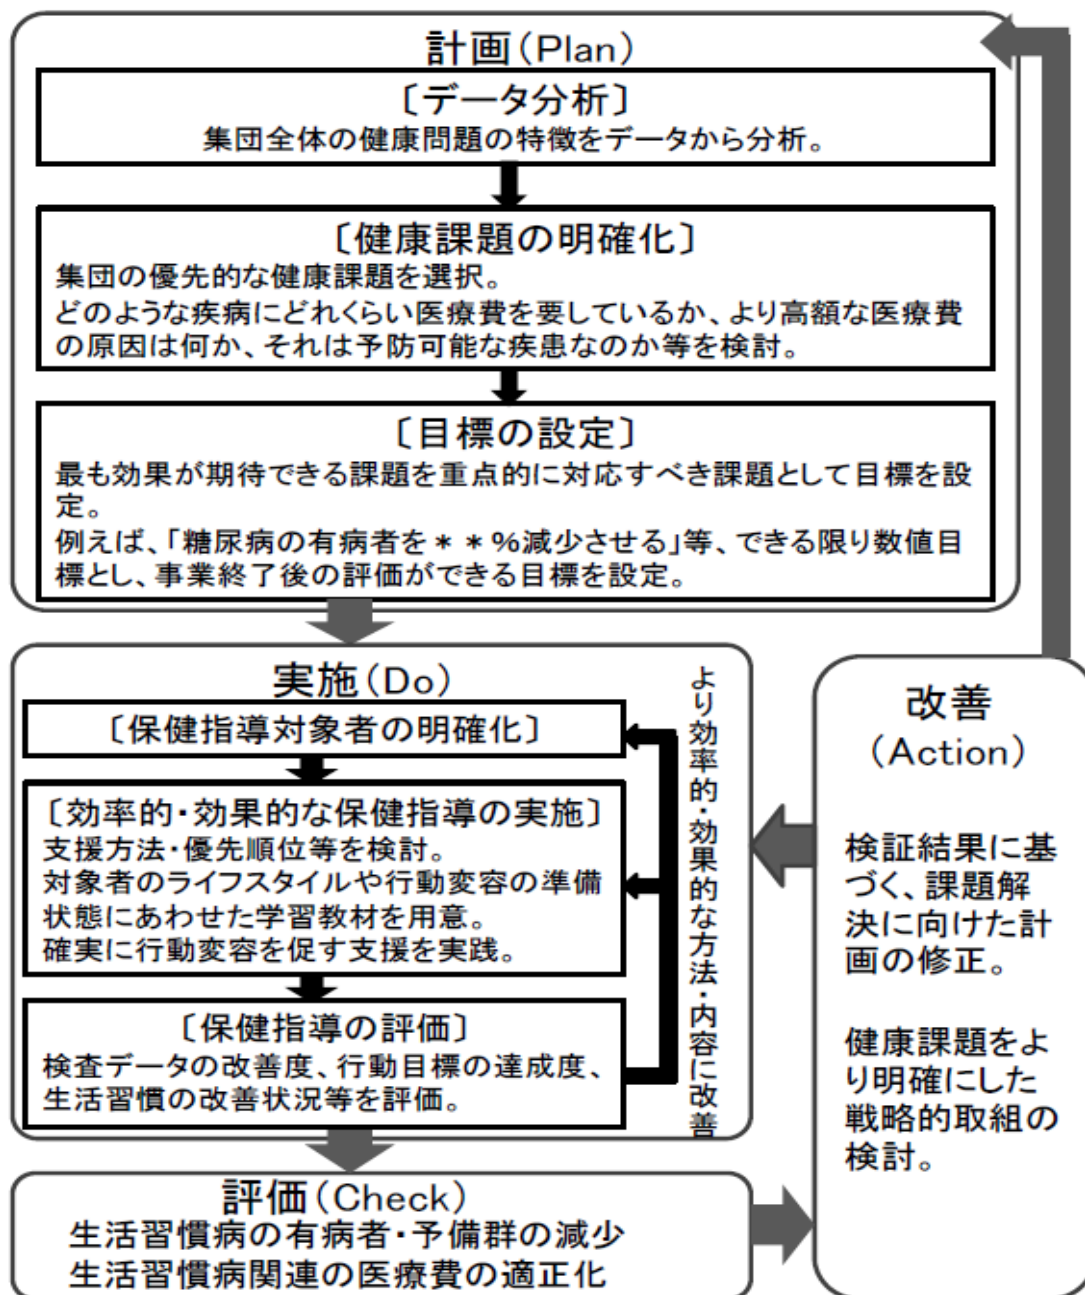 計画(Plan)
〔データ分析〕
集団全体の健康問題の特徴をデータから分析。
〔健康課題の明確化〕
集団の優先的な健康課題を選択。
どのような疾病にどれくらい医療費を要しているか、より高額な医療費
の原因は何か、それは予防可能な疾患なのか等を検討。
〔目標の設定〕
最も効果が期待できる課題を重点的に対応すべき課題として目標を設
定。
例えば、「糖尿病の有病者を＊＊%減少させる」等、できる限り数値目
標とし、事業終了後の評価ができる目標を設定。
実施(Do)
〔保健指導対象者の明確化〕
〔効率的・効果的な保健指導の実施〕
支援方法・優先順位等を検討。
対象者のライフスタイルや行動変容の準備
状態にあわせた学習教材を用意。
確実に行動変容を促す支援を実践。
〔保健指導の評価〕
検査データの改善度、行動目標の達成度、
生活習慣の改善状況等を評価。
より効率的・効果的な方法・内容に改善
評価(Check)
生活習慣病の有病者・予備群の減少
生活習慣病関連の医療費の適正化
改善
(Action)
検証結果に基
づく、課題解
決に向けた計
画の修正。
健康課題をよ
り明確にした
戦略的取組の
検討。